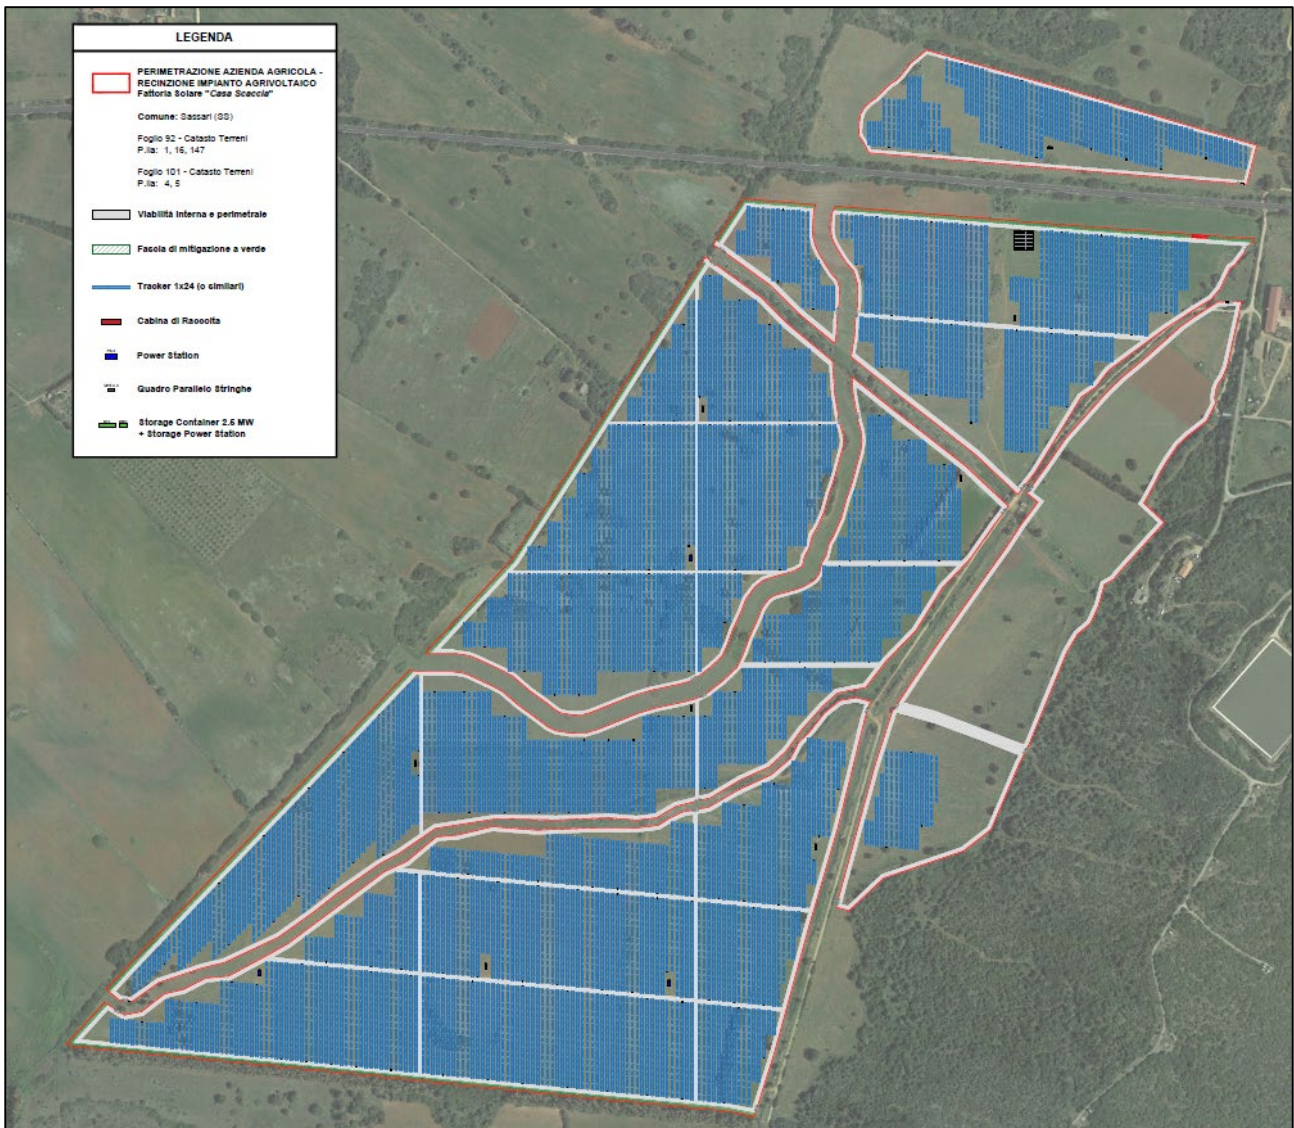 LEGENDA
PERIMETRAZIONE AZIENDA AGRICOLA -
RECINZIONE IMPIANTO AGRIVOLTAICO
Fattoria Solare "Casa Scaccia"
Comune: Sassari (SS)
Foglio 92 - Catasto Terreni
P.lla: 1, 16, 147
Foglio 101 - Catasto Terreni
P.lla: 4, 5
Viabilità interna e perimetrale
Fascia di mitigazione a verde
Tracker 1x24 (o similari)
Cabina di Raccolta
Power Station
Quadro Parallelo Stringhe
Storage Container 2.5 MW
+ Storage Power Station